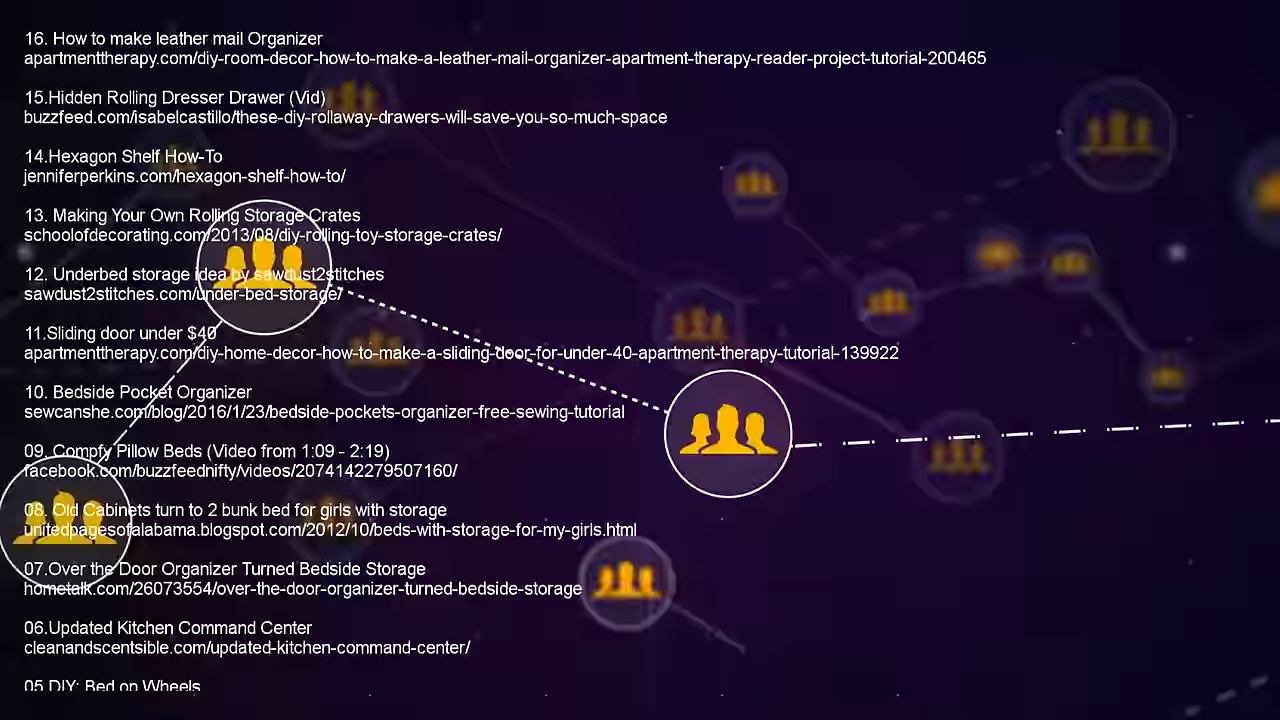 16. How to make leather mail Organizer
apartmenttherapy.com/diy-room-decor-how-to-make-a-leather-mail-organizer-apartment-therapy-reader-project-tutorial-200465
15.Hidden Rolling Dresser Drawer (Vid)
buzzfeed.com/isabelcastillo/these-diy-rollaway-drawers-will-save-you-so-much-space
14.Hexagon Shelf How-To
jenniferperkins.com/hexagon-shelf-how-to/
13. Making Your Own Rolling Storage Crates
schoolofdecorating.com/2013/08/diy-rolling-toy-storage-crates/
12. Underbed storage idea by sawdust2stitches
sawdust2stitches.com/under-bed-storage/
11.Sliding door under $40
apartmenttherapy.com/diy-home-decor-how-to-make-a-sliding-door-for-under-40-apartment-therapy-tutorial-139922
10. Bedside Pocket Organizer
sewcanshe.com/blog/2016/1/23/bedside-pockets-organizer-free-sewing-tutorial
09. Compfy Pillow Beds (Video from 1:09 - 2:19)
facebook.com/buzzfeednifty/videos/2074142279507160/
08. Old Cabinets turn to 2 bunk bed for girls with storage
unitedpagesofalabama.blogspot.com/2012/10/beds-with-storage-for-my-girls.html
07.Over the Door Organizer Turned Bedside Storage
hometalk.com/26073554/over-the-door-organizer-turned-bedside-storage
06.Updated Kitchen Command Center
cleanandscentsible.com/updated-kitchen-command-center/
05 DIY: Bed on Wheels